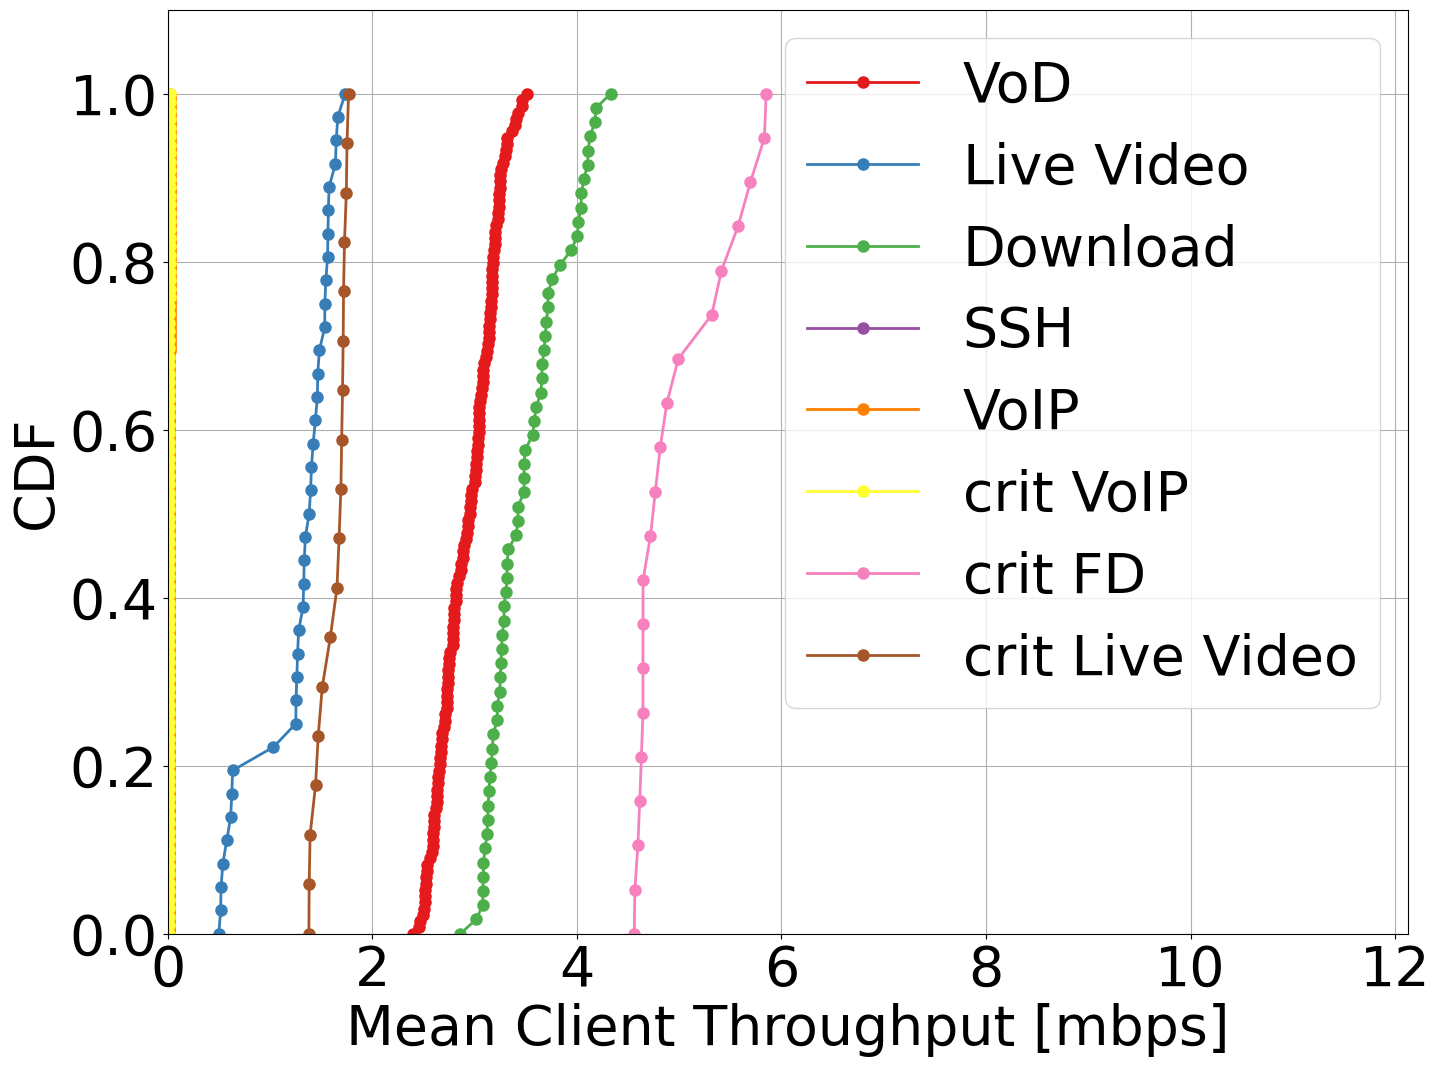 1.0
0.8
0.6
0.4
0.2
0.0
CDF
0 2 4 6 8 10 12
Mean Client Throughput [mbps]
VoD
Live Video
Download
SSH
VoIP
crit VoIP
crit FD
crit Live Video